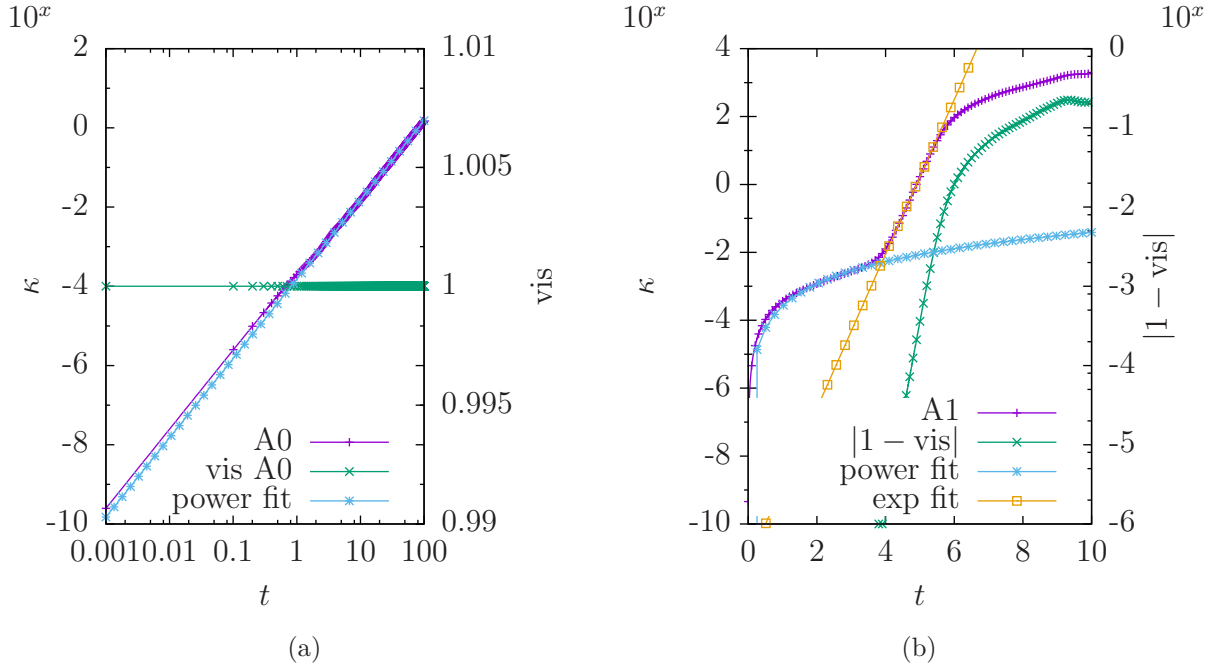 10^x
κ
2
0
-2
-4
-6
-8
-10
0.001
0.01
0.1
1
10
100
t
1.01
1.005
1
0.995
0.99
vis
A0
vis A0
power fit
(a)
10^x
10^x
κ
4
2
0
-2
-4
-6
-8
-10
0
2
4
6
8
10
t
0
-1
-2
-3
-4
-5
-6
|1 − vis|
A1
|1 − vis|
power fit
exp fit
(b)